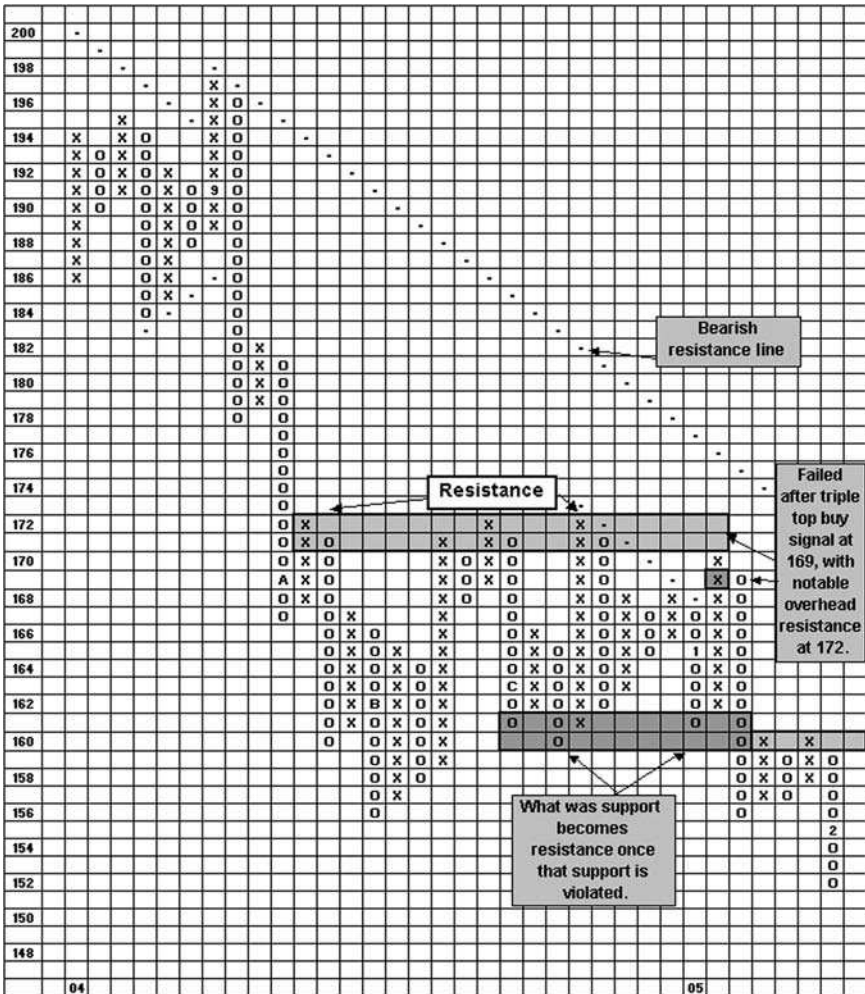 200 -
-
198 - -
- X -
196 - X O -
X - X O -
194 X X O X O -
X O X O X O -
192 X O X O X X O -
X O X O X O 9 O -
190 X O O X O X O -
X O X O X O -
188 X O X O O -
X O X O -
186 X O X - O -
O X - O -
184 O - O -
- O -
182 O X -
O X O -
180 O X O -
O X O -
178 O O -
O -
176 O -
O -
174 O -
O -
172 O X X X -
O X O X X O X O -
170 O X O X O X O X O - X
A X O X O X O X O - X O
168 O X O X O O X O X X - X O
O O X X O X O X O X O X O
166 O X O X O X X O X O X O X O
O X O X X O X O X O X O O 1 X O
164 O X O X O X O X O X O X O X O
O X O X O X C X O X O X O X O
162 O X B X O X O X O X O O X O
O X O X O X O X O O
160 O O X O X O O X X
O X O X O X O X O
158 O X O O X O X O
O X O X O O
156 O O O
2
154 O
O
152 O
150
148
04 05
Bearish
resistance line
Resistance
Failed
after triple
top buy
signal at
169, with
notable
overhead
resistance
at 172.
What was support
becomes
resistance once
that support is
violated.